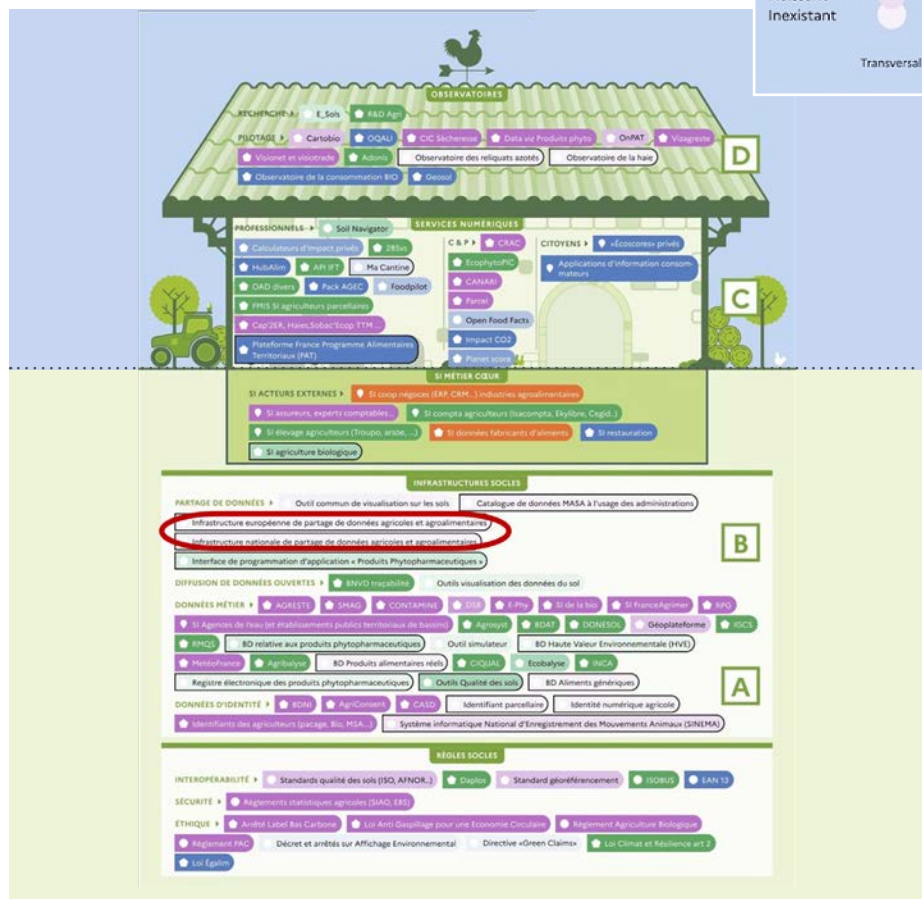 Inexistant
Transversal
OBSERVATOIRES
RECHERCHE E_Sols R&D Agri
PILOTAGE Cartobio OQALI CIC Sécheresse Data viz Produits phyto OnPAT Vizagreste
Visionet et visiotrede Adonis Observatoire des reliquats azotés Observatoire de la haie
Observatoire de la consommation BIO Geosol
D
SERVICES NUMÉRIQUES
PROFESSIONNELS Soil Navigator
Calculateurs d'impact privés 285vs
HubAlim API IFT Ma Cantine
OAD divers Pack AGEC Foodpilot
FMIS SI agriculteurs parcellaires
Cap'2ER, Haies,Sobac'Ecop TTM ...
Plateforme France Programme Alimentaires
Territoriaux (PAT)
C & P CRAC
EcophytoPIC
CANARI
Parcel
Open Food Facts
Impact CO2
Planet score
CITOYENS «Écoscores» privés
Applications d'information consom-
mateurs
C
SI MÉTIER CŒUR
SI ACTEURS EXTERNES SI coop négoces (ERP, CRM...) industries agroalimentaires
SI assureurs, experts comptables... SI compta agriculteurs (Isacompta, Ekylibre, Cegid..)
SI élevage agriculteurs (Troupo, arsoe, ...) SI données fabricants d'aliments SI restauration
SI agriculture biologique
INFRASTRUCTURES SOCLES
PARTAGE DE DONNÉES Outil commun de visualisation sur les sols Catalogue de données MASA à l'usage des administrations
Infrastructure européenne de partage de données agricoles et agroalimentaires
Infrastructure nationale de partage de données agricoles et agroalimentaires
Interface de programmation d'application « Produits Phytopharmaceutiques »
B
DIFFUSION DE DONNÉES OUVERTES BNVD traçabilité Outils visualisation des données du sol
DONNÉES MÉTIER AGRESTE SMAG CONTAMINE DSB E-Phy SI de la bio SI FranceAgrimer RPG
SI Agences de l'eau (et établissements publics territoriaux de bassins) Agrosyst BDAT DONESOL Géoplateforme IGCS
RMQS BD relative aux produits phytopharmaceutiques Outil simulateur BD Haute Valeur Environnementale (HVE)
MétéoFrance Agribalyse BD Produits alimentaires réels CIQUAL Ecobalyse INCA
Registre électronique des produits phytopharmaceutiques Outils Qualité des sols BD Aliments génériques
A
DONNÉES D'IDENTITÉ BDNI AgriConsent CASD Identifiant parcellaire Identité numérique agricole
Identifiants des agriculteurs (pacage, Bio, MSA...) Système informatique National d'Enregistrement des Mouvements Animaux (SINEMA)
RÈGLES SOCLES
INTEROPÉRABILITÉ Standards qualité des sols (ISO, AFNOR..) Daplos Standard géoréférencement ISOBUS EAN 13
SÉCURITÉ Règlements statistiques agricoles (SIAO, ERS)
ÉTHIQUE Arrêté Label Bas Carbone Loi Anti Gaspillage pour une Economie Circulaire Règlement Agriculture Biologique
Règlement PAC Décret et arrêtés sur Affichage Environnemental Directive «Green Claims» Loi Climat et Résilience art 2
Loi Égalim